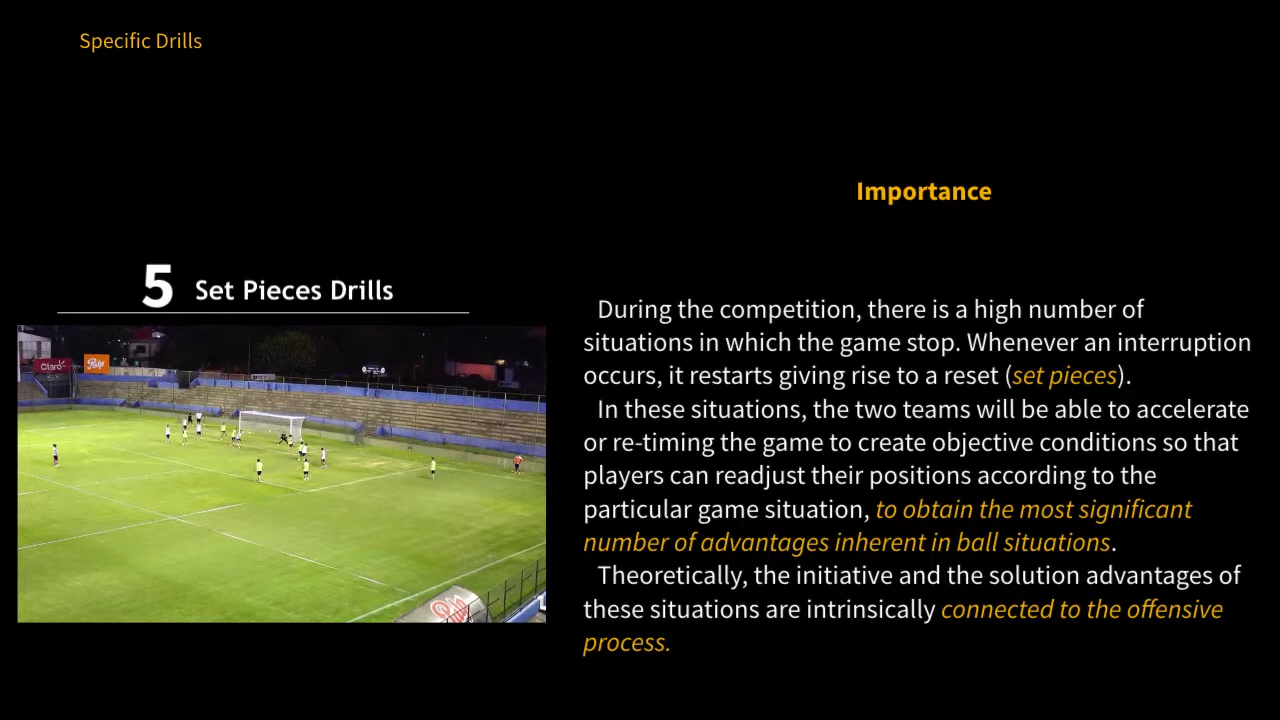 Specific Drills
Importance
5 Set Pieces Drills
Claro
Pulp
During the competition, there is a high number of
situations in which the game stop. Whenever an interruption
occurs, it restarts giving rise to a reset (set pieces).
In these situations, the two teams will be able to accelerate
or re-timing the game to create objective conditions so that
players can readjust their positions according to the
particular game situation, to obtain the most significant
number of advantages inherent in ball situations.
Theoretically, the initiative and the solution advantages of
these situations are intrinsically connected to the offensive
process.